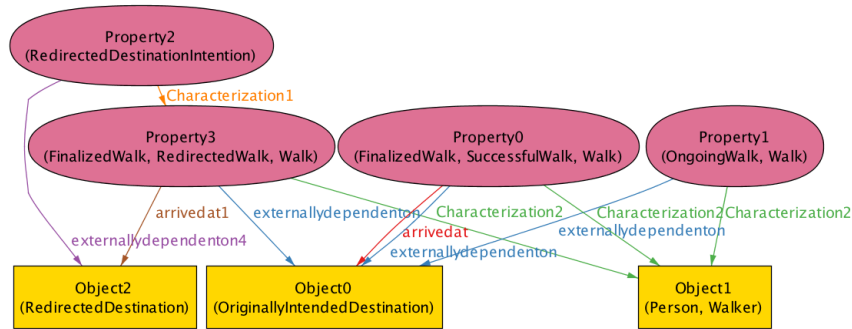 Property2
(RedirectedDestinationIntention)
Characterization1
Property3
(FinalizedWalk, RedirectedWalk, Walk)
Property0
(FinalizedWalk, SuccessfulWalk, Walk)
Property1
(OngoingWalk, Walk)
arrivedat1
externallydependenton
Characterization2
Characterization2
Characterization2
externallydependenton4
arrivedat
externallydependenton
externallydependenton
Object2
(RedirectedDestination)
Object0
(OriginallyIntendedDestination)
Object1
(Person, Walker)